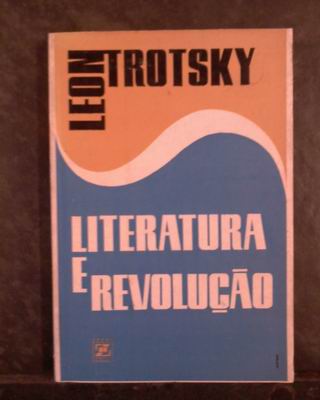 LEON TROTSKY
LITERATURA
E REVOLUÇÃO